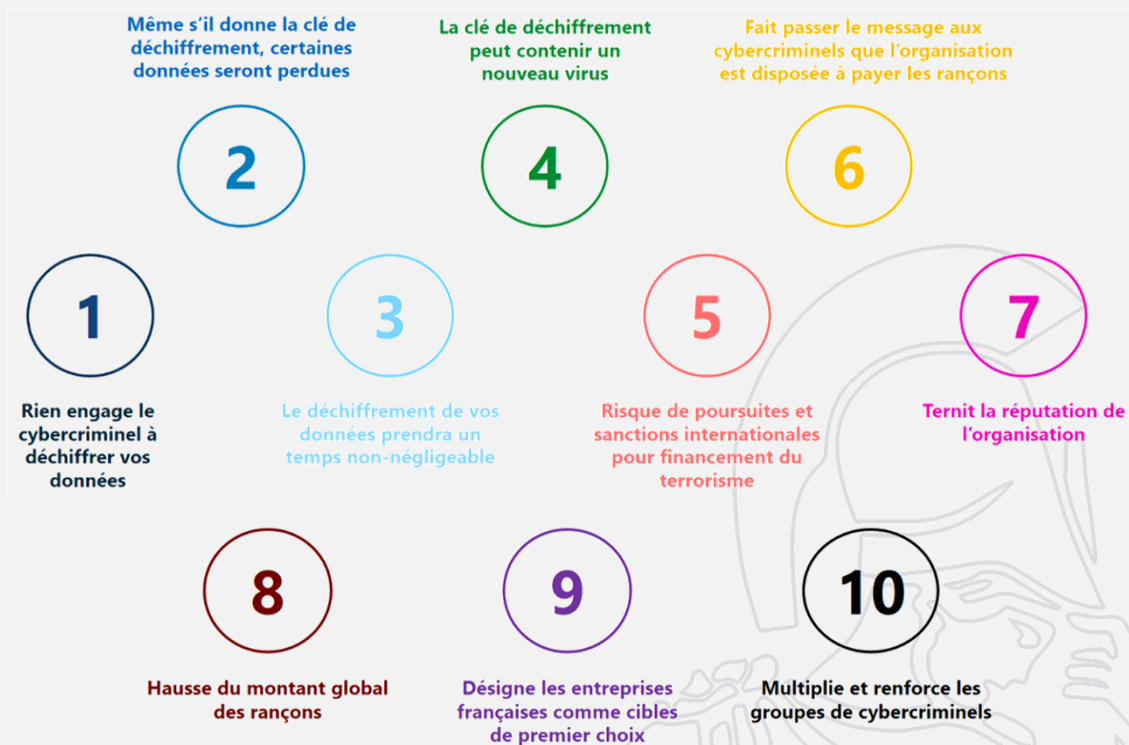 Même s’il donne la clé de
déchiffrement, certaines
données seront perdues
La clé de déchiffrement
peut contenir un
nouveau virus
Fait passer le message aux
cybercriminels que l’organisation
est disposée à payer les rançons
2
4
6
1
3
5
7
Rien engage le
cybercriminel à
déchiffrer vos
données
Le déchiffrement de vos
données prendra un
temps non-négligeable
Risque de poursuites et
sanctions internationales
pour financement du
terrorisme
Ternit la réputation de
l’organisation
8
9
10
Hausse du montant global
des rançons
Désigne les entreprises
françaises comme cibles
de premier choix
Multiplie et renforce les
groupes de cybercriminels